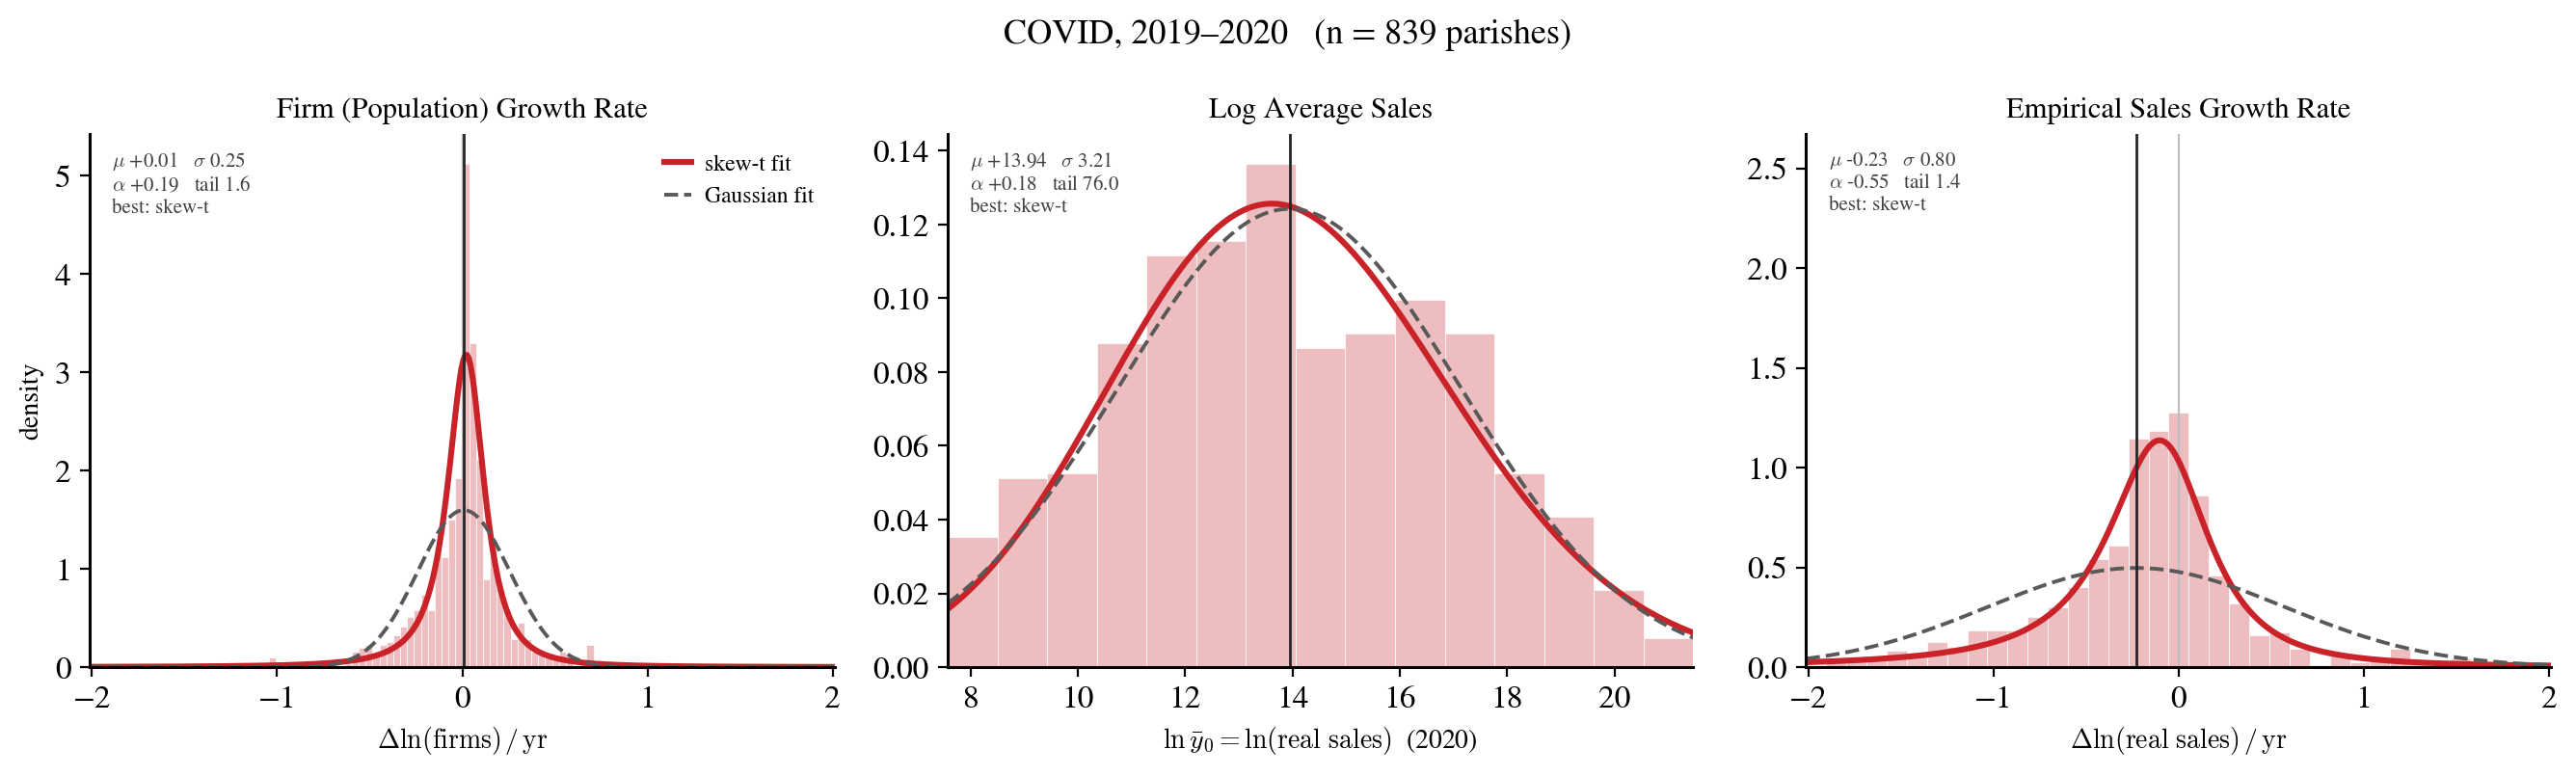 COVID, 2019–2020 (n = 839 parishes)
Firm (Population) Growth Rate
μ +0.01 σ 0.25
α +0.19 tail 1.6
best: skew-t
skew-t fit
Gaussian fit
density
5
4
3
2
1
0
−2 −1 0 1 2
Δln(firms) / yr
Log Average Sales
μ +13.94 σ 3.21
α +0.18 tail 76.0
best: skew-t
0.14
0.12
0.10
0.08
0.06
0.04
0.02
0.00
8 10 12 14 16 18 20
ln ȳ₀ = ln(real sales) (2020)
Empirical Sales Growth Rate
μ -0.23 σ 0.80
α -0.55 tail 1.4
best: skew-t
2.5
2.0
1.5
1.0
0.5
0.0
−2 −1 0 1 2
Δln(real sales) / yr